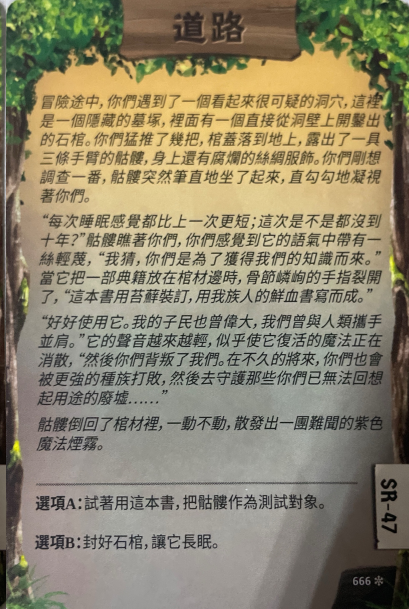 道路
冒險途中，你們遇到了一個看起來很可疑的洞穴，這裡
是一個隱藏的墓塚，裡面有一個直接從洞壁上開鑿出
的石棺。你們猛推了幾把，棺蓋落到地上，露出了一具
三條手臂的骷髏，身上還有腐爛的絲綢服飾。你們剛想
調查一番，骷髏突然筆直地坐了起來，直勾勾地凝視
著你們。
“每次睡眠感覺都比上一次更短；這次是不是都沒到
十年？”骷髏瞧著你們，你們感覺到它的語氣中帶有一
絲輕蔑，“我猜，你們是為了獲得我們的知識而來。”
當它把一部典籍放在棺材邊時，骨節嶙峋的手指裂開
了，“這本書用苔蘚裝訂，用我族人的鮮血書寫而成。”
“好好使用它。我的子民也曾偉大，我們曾與人類攜手
並肩。”它的聲音越來越輕，似乎使它復活的魔法正在
消散，“然後你們背叛了我們。在不久的將來，你們也會
被更強的種族打敗，然後去守護那些你們已無法回想
起用途的廢墟……”
骷髏倒回了棺材裡，一動不動，散發出一團難聞的紫色
魔法煙霧。
選項A：試著用這本書，把骷髏作為測試對象。
選項B：封好石棺，讓它長眠。
SR-47
666 ✻